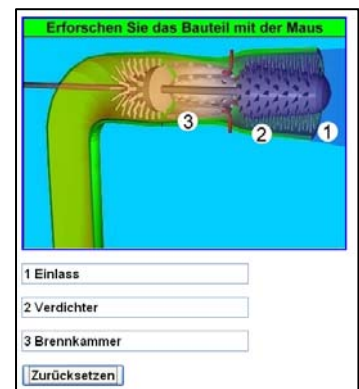 Erforschen Sie das Bauteil mit der Maus
3
2
1
1 Einlass
2 Verdichter
3 Brennkammer
Zurücksetzen